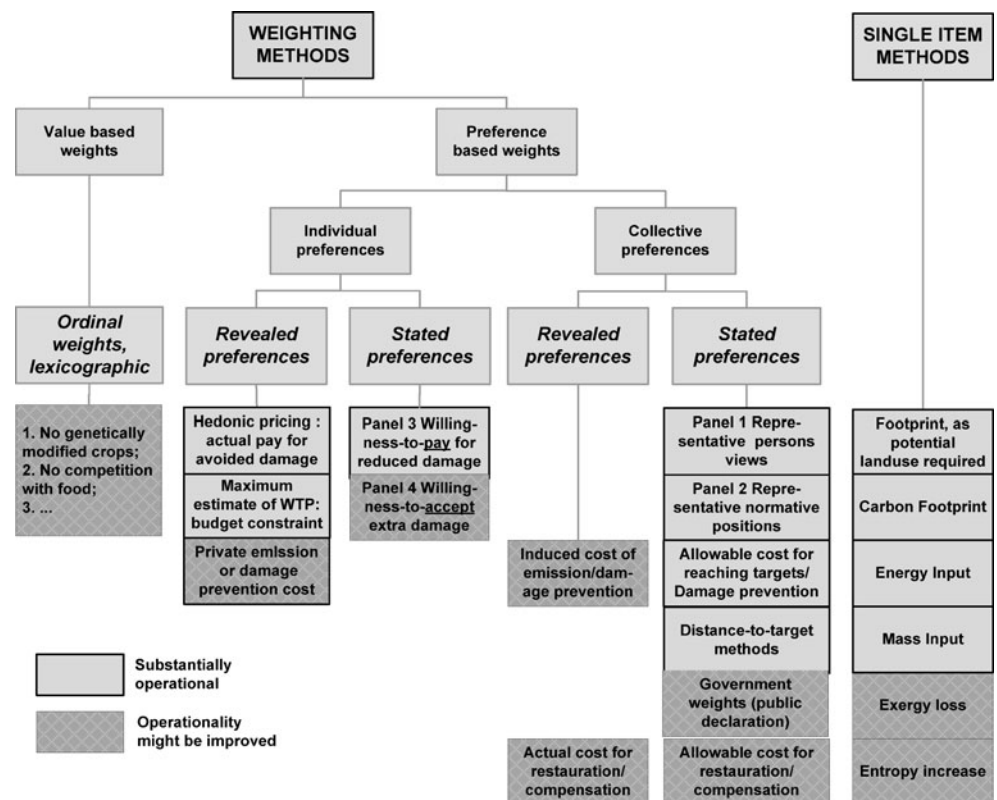 WEIGHTING
METHODS
SINGLE ITEM
METHODS
Value based
weights
Preference
based weights
Individual
preferences
Collective
preferences
Ordinal
weights,
lexicographic
Revealed
preferences
Stated
preferences
Revealed
preferences
Stated
preferences
1. No genetically
modified crops;
2. No competition
with food;
3. ...
Hedonic pricing :
actual pay for
avoided damage
Maximum
estimate of WTP:
budget constraint
Private emission
or damage
prevention cost
Panel 3 Willing-
ness-to-pay for
reduced damage
Panel 4 Willing-
ness-to-accept
extra damage
Induced cost of
emission/dam-
age prevention
Actual cost for
restauration/
compensation
Panel 1 Repre-
sentative persons
views
Panel 2 Repre-
sentative normative
positions
Allowable cost for
reaching targets/
Damage prevention
Distance-to-target
methods
Government
weights (public
declaration)
Allowable cost for
restauration/
compensation
Footprint, as
potential
landuse required
Carbon Footprint
Energy Input
Mass Input
Exergy loss
Entropy increase
Substantially
operational
Operationality
might be improved